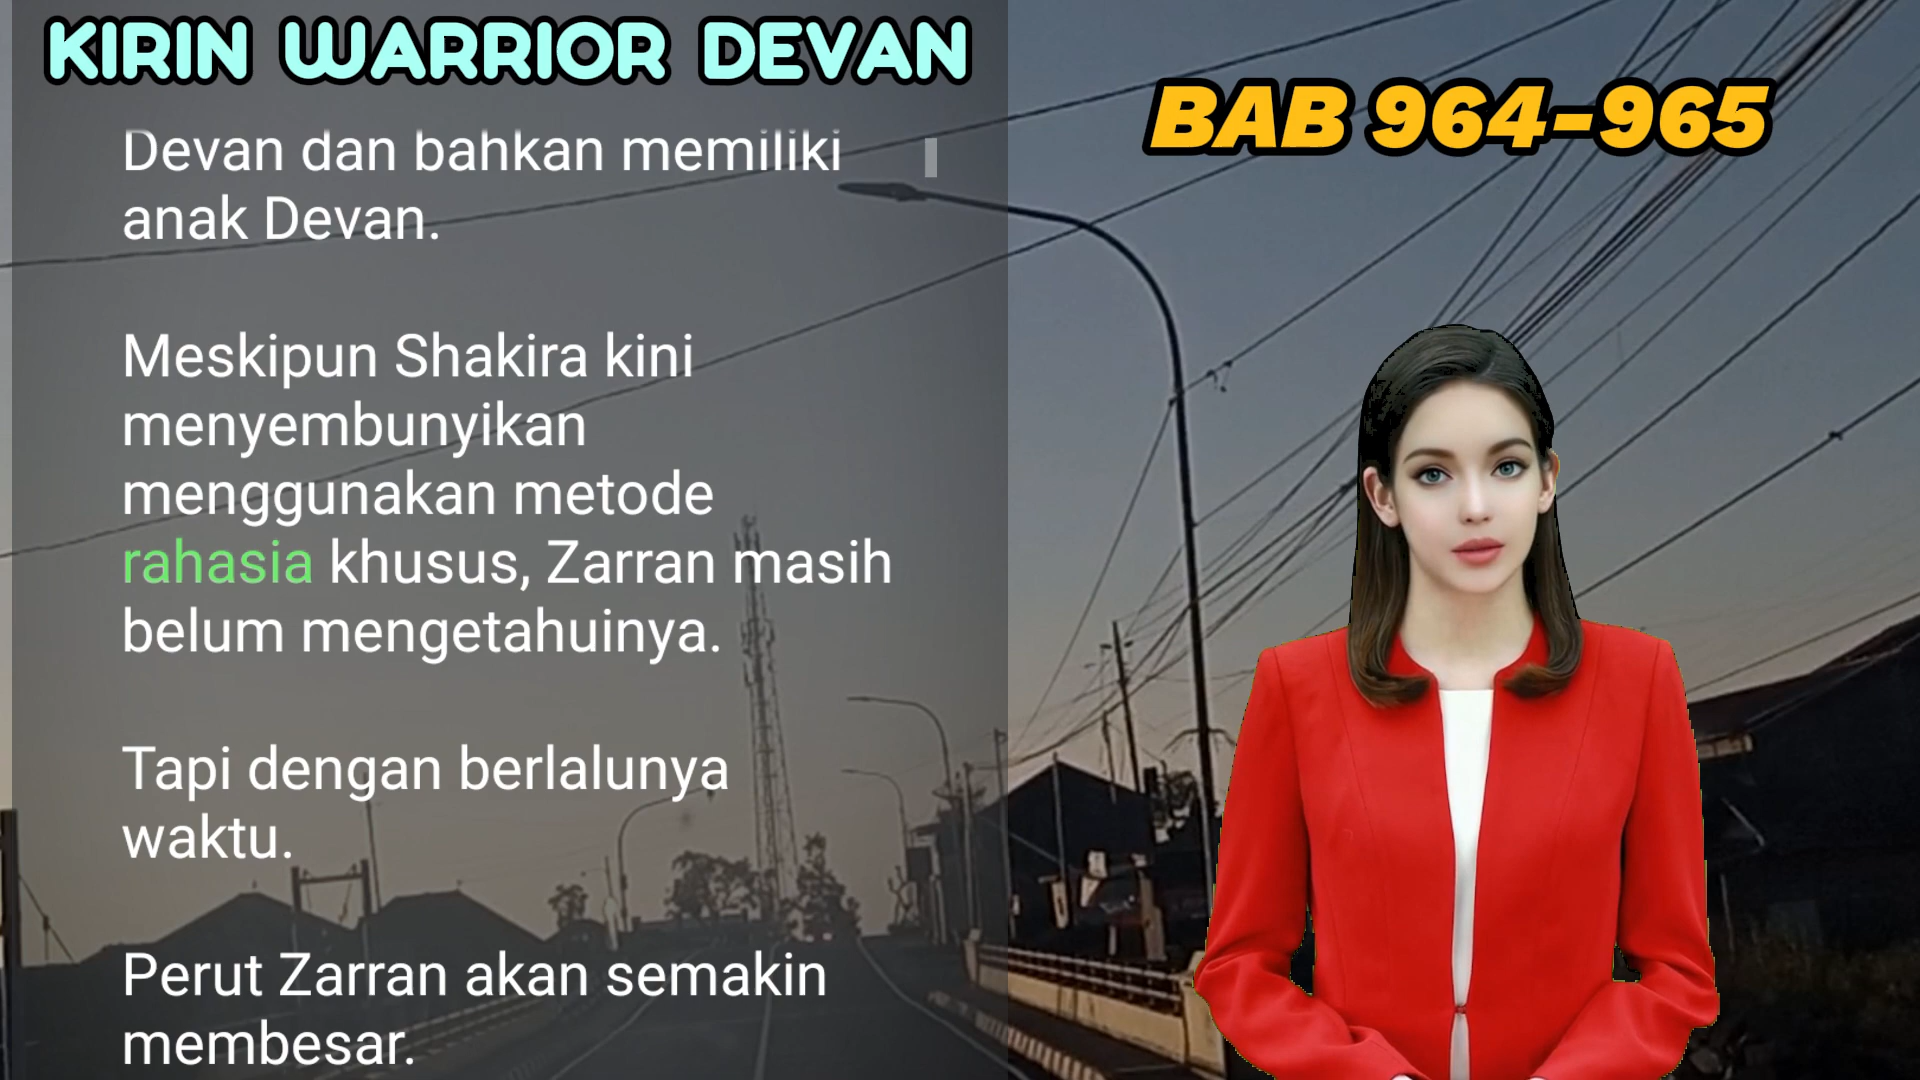 KIRIN WARRIOR DEVAN
BAB 964-965
Devan dan bahkan memiliki
anak Devan.
Meskipun Shakira kini
menyembunyikan
menggunakan metode
rahasia khusus, Zarran masih
belum mengetahuinya.
Tapi dengan berlalunya
waktu.
Perut Zarran akan semakin
membesar.